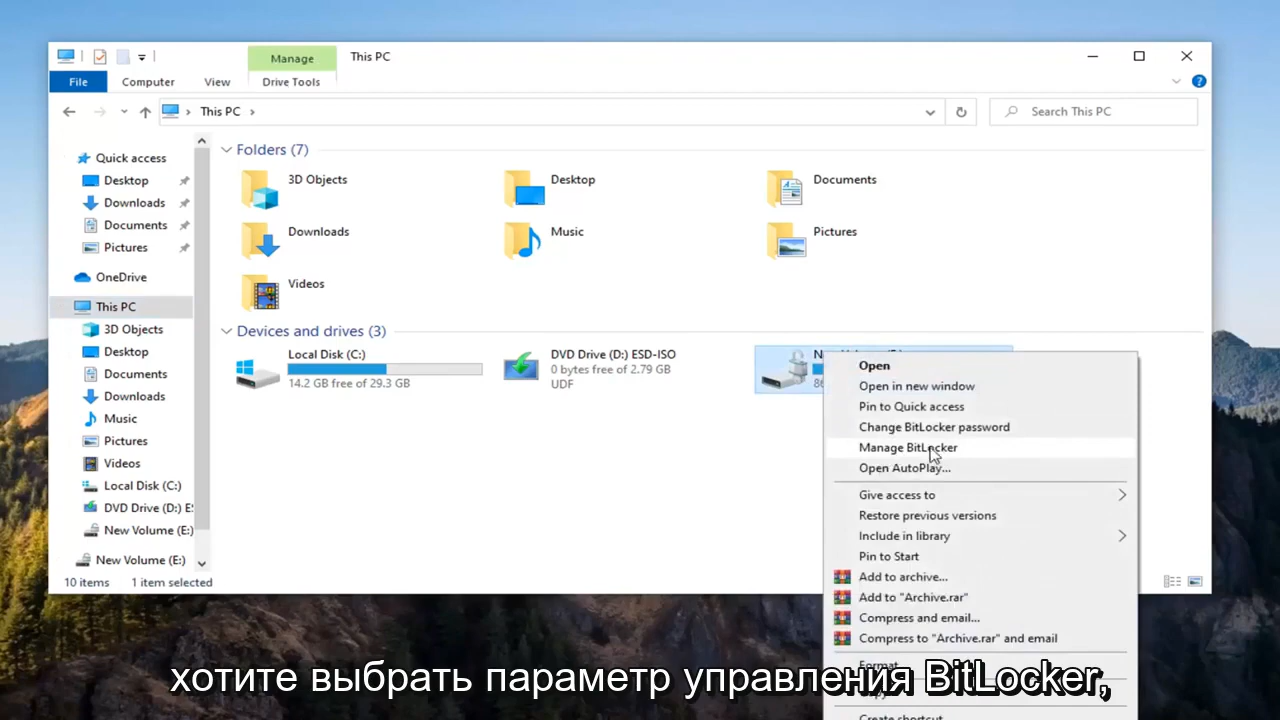 Manage
This PC
File
Computer
View
Drive Tools
This PC
Search This PC
Quick access
Desktop
Downloads
Documents
Pictures
OneDrive
This PC
3D Objects
Desktop
Documents
Downloads
Music
Pictures
Videos
Local Disk (C:)
DVD Drive (D:) ES
New Volume (E:)
New Volume (E:)
Folders (7)
3D Objects
Desktop
Documents
Downloads
Music
Pictures
Videos
Devices and drives (3)
Local Disk (C:)
14.2 GB free of 29.3 GB
DVD Drive (D:) ESD-ISO
0 bytes free of 2.79 GB
UDF
Open
Open in new window
Pin to Quick access
Change BitLocker password
Manage BitLocker
Open AutoPlay...
Give access to
Restore previous versions
Include in library
Pin to Start
Add to archive...
Add to "Archive.rar"
Compress and email...
Compress to "Archive.rar" and email
Format...
Create shortcut
10 items
1 item selected
хотите выбрать параметр управления BitLocker,